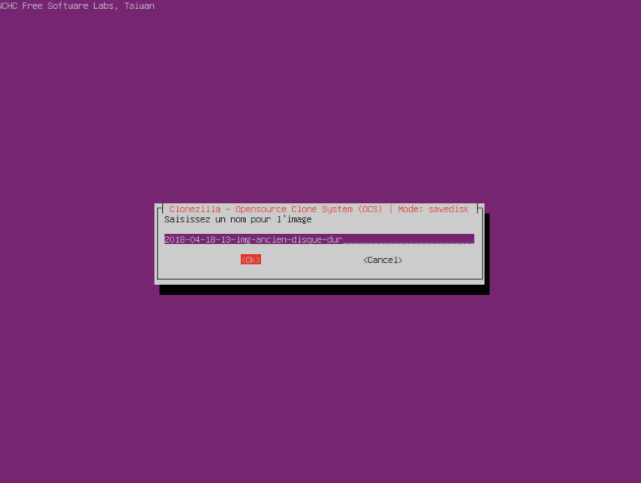 NCHC Free Software Labs, Taiwan
Clonezilla - Opensource Clone System (OCS) | Mode: savedisk
Saisissez un nom pour l'image
2018-04-18-13-img-ancien-disque-dur
<Ok> <Cancel>